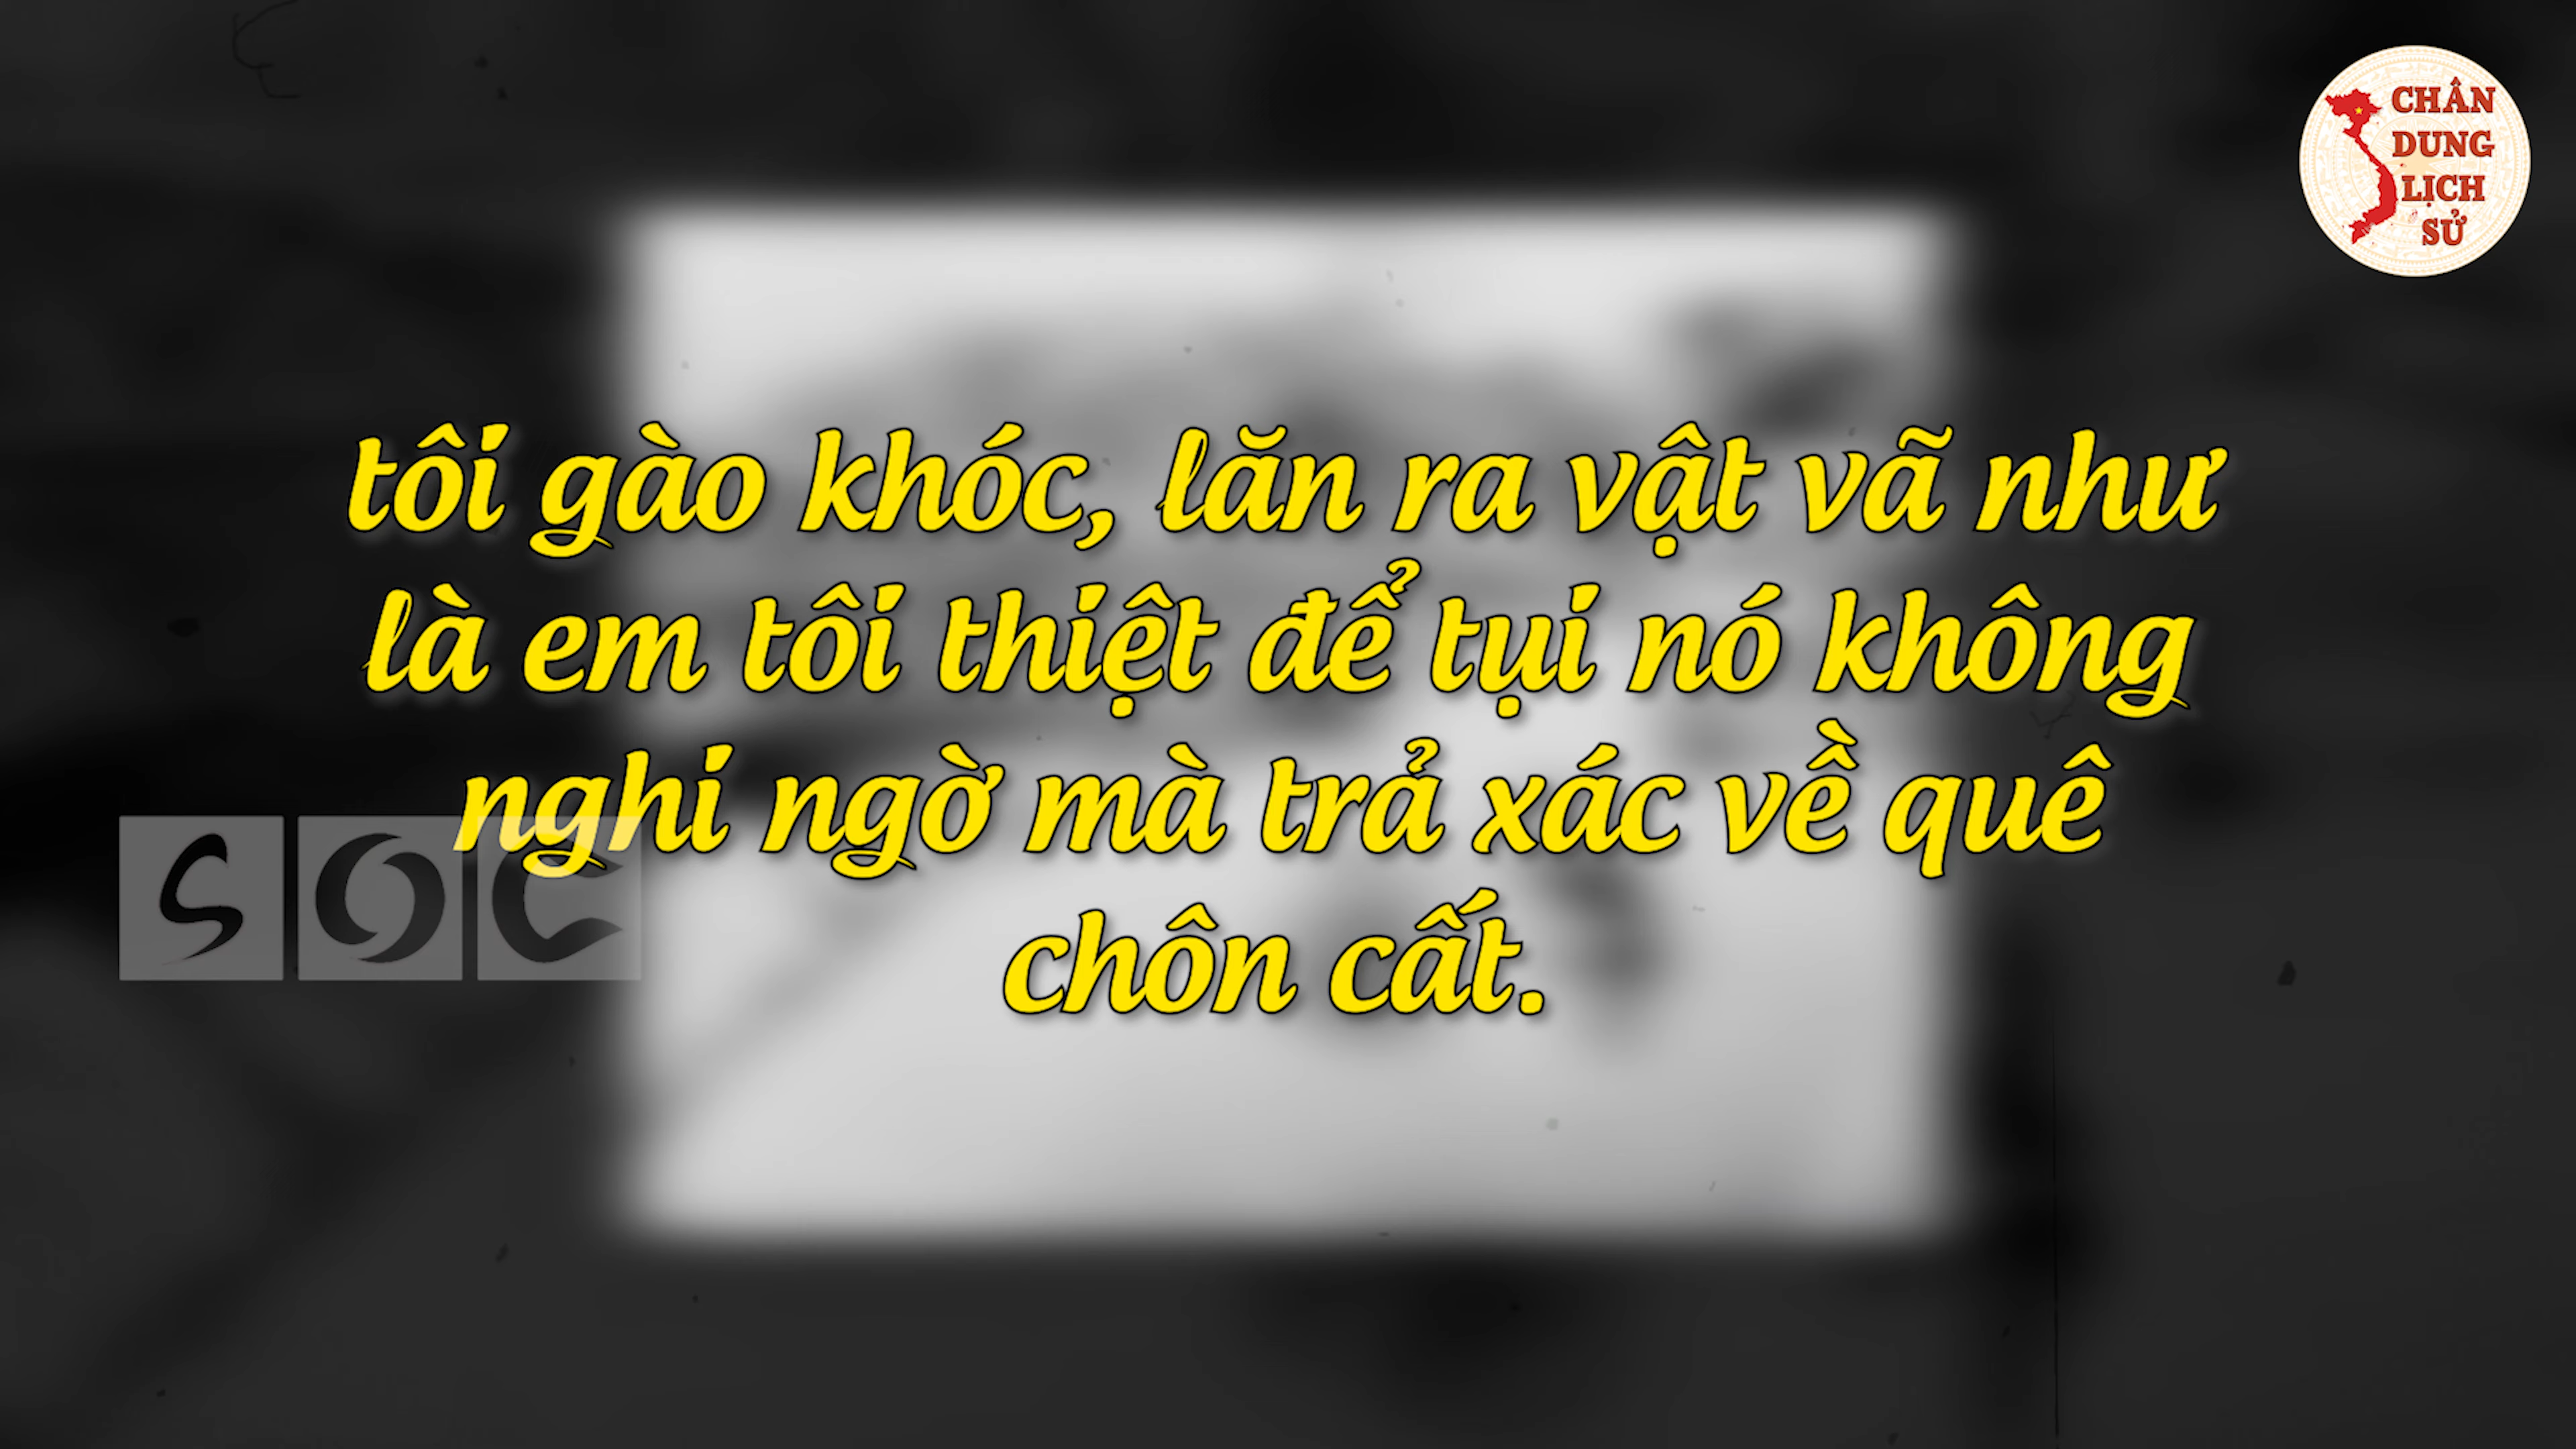 CHÂN
DUNG
LỊCH
SỬ
tôi gào khóc, lăn ra vật vã như
là em tôi thiệt để tụi nó không
nghi ngờ mà trả xác về quê
chôn cất.
SOC